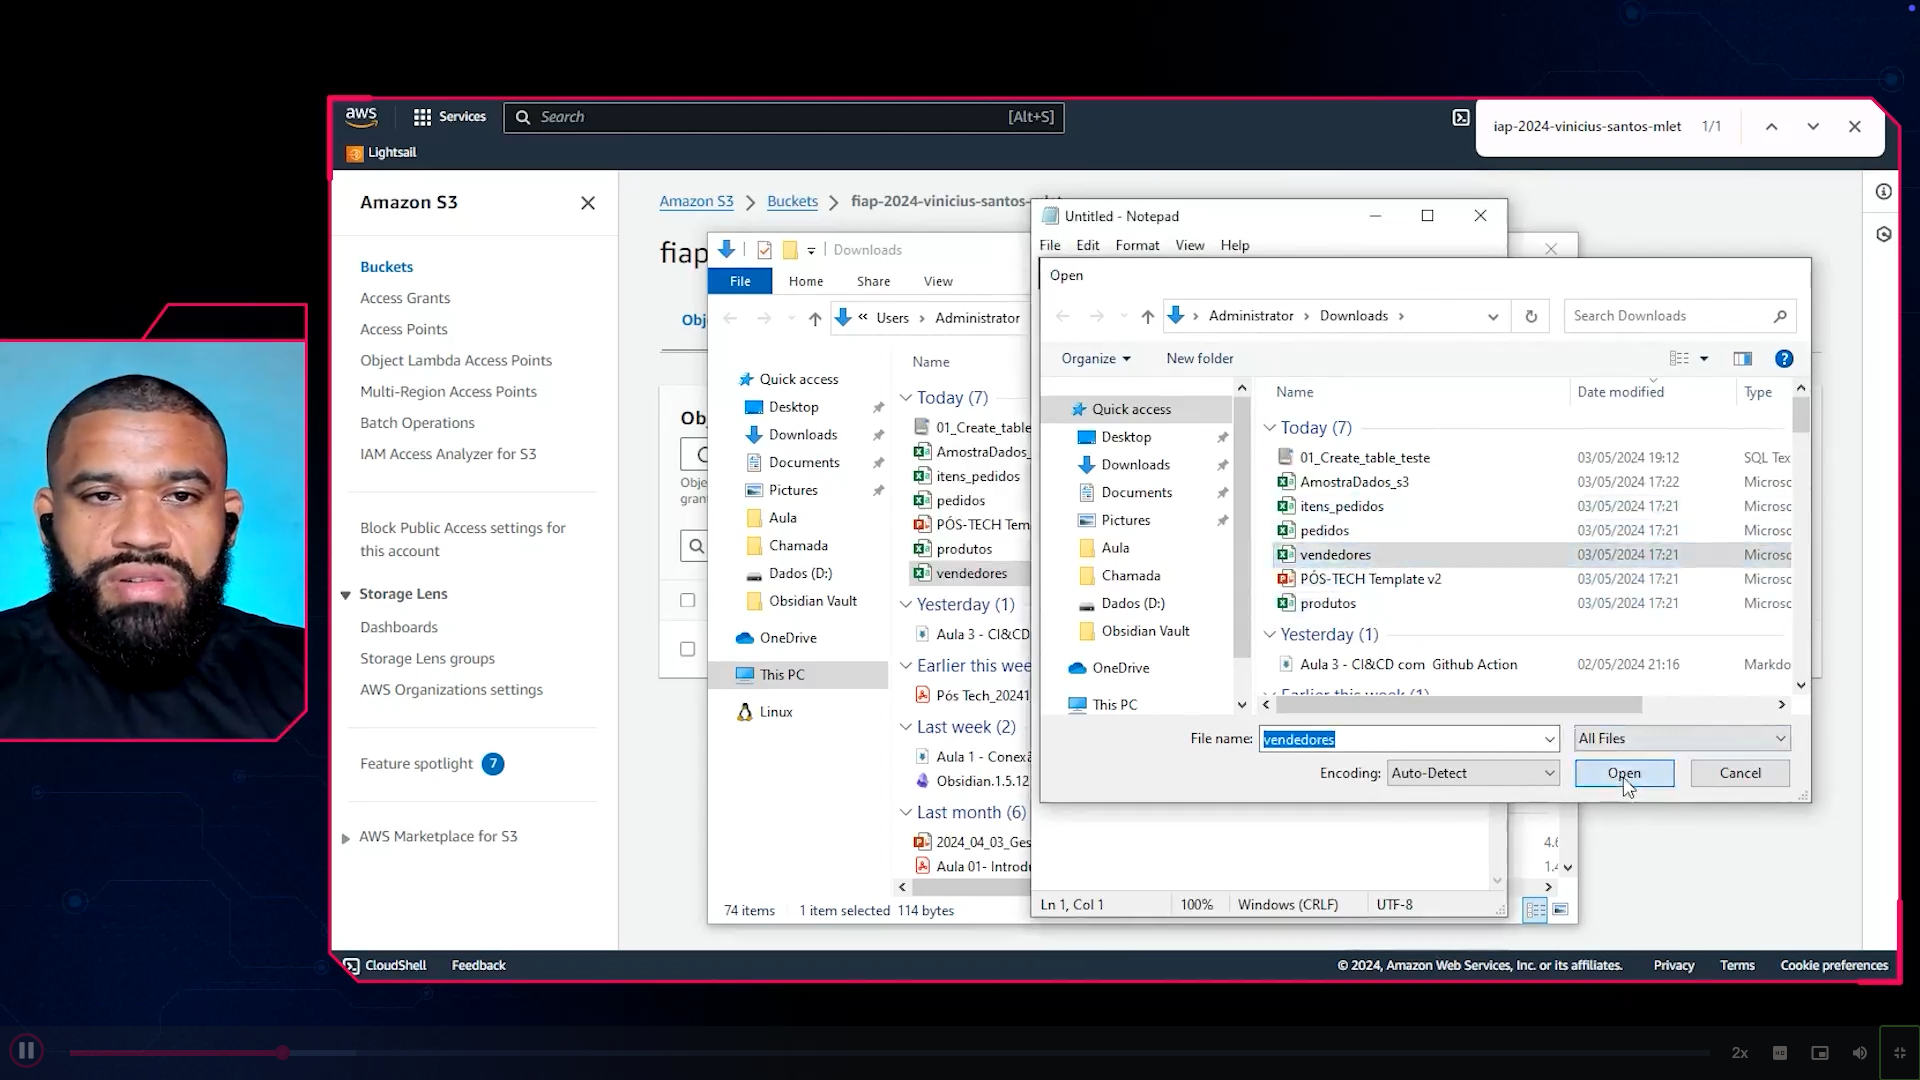 aws
Services
Search
[Alt+S]
iap-2024-vinicius-santos-mlet
1/1
Lightsail
Amazon S3
Buckets
Access Grants
Access Points
Object Lambda Access Points
Multi-Region Access Points
Batch Operations
IAM Access Analyzer for S3
Block Public Access settings for
this account
Storage Lens
Dashboards
Storage Lens groups
AWS Organizations settings
Feature spotlight 7
AWS Marketplace for S3
Amazon S3 > Buckets > fiap-2024-vinicius-santos-
fiap
Obj
Downloads
File Home Share View
« Users > Administrator
Quick access
Desktop
Downloads
Documents
Pictures
Aula
Chamada
Dados (D:)
Obsidian Vault
OneDrive
This PC
Linux
Name
Today (7)
01_Create_table
AmostraDados_
itens_pedidos
pedidos
PÓS-TECH Tem
produtos
vendedores
Yesterday (1)
Aula 3 - CI&CD
Earlier this wee
Pós Tech_20241
Last week (2)
Aula 1 - Conexã
Obsidian.1.5.12
Last month (6)
2024_04_03_Ges
Aula 01- Introdu
74 items 1 item selected 114 bytes
Untitled - Notepad
File Edit Format View Help
Open
Administrator > Downloads >
Search Downloads
Organize
New folder
Quick access
Desktop
Downloads
Documents
Pictures
Aula
Chamada
Dados (D:)
Obsidian Vault
OneDrive
This PC
Name Date modified Type
Today (7)
01_Create_table_teste 03/05/2024 19:12 SQL Tex
AmostraDados_s3 03/05/2024 17:22 Microsc
itens_pedidos 03/05/2024 17:21 Microsc
pedidos 03/05/2024 17:21 Microsc
vendedores 03/05/2024 17:21 Microsc
PÓS-TECH Template v2 03/05/2024 17:21 Microsc
produtos 03/05/2024 17:21 Microsc
Yesterday (1)
Aula 3 - CI&CD com Github Action 02/05/2024 21:16 Markdo
Earlier this week (1)
File name: vendedores All Files
Encoding: Auto-Detect Open Cancel
Ln 1, Col 1 100% Windows (CRLF) UTF-8
CloudShell Feedback
© 2024, Amazon Web Services, Inc. or its affiliates. Privacy Terms Cookie preferences
2x